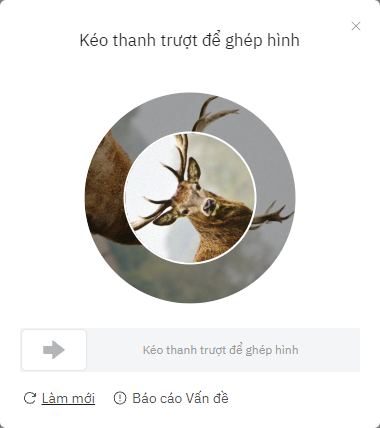 Kéo thanh trượt để ghép hình
Kéo thanh trượt để ghép hình
Làm mới
Báo cáo Vấn đề